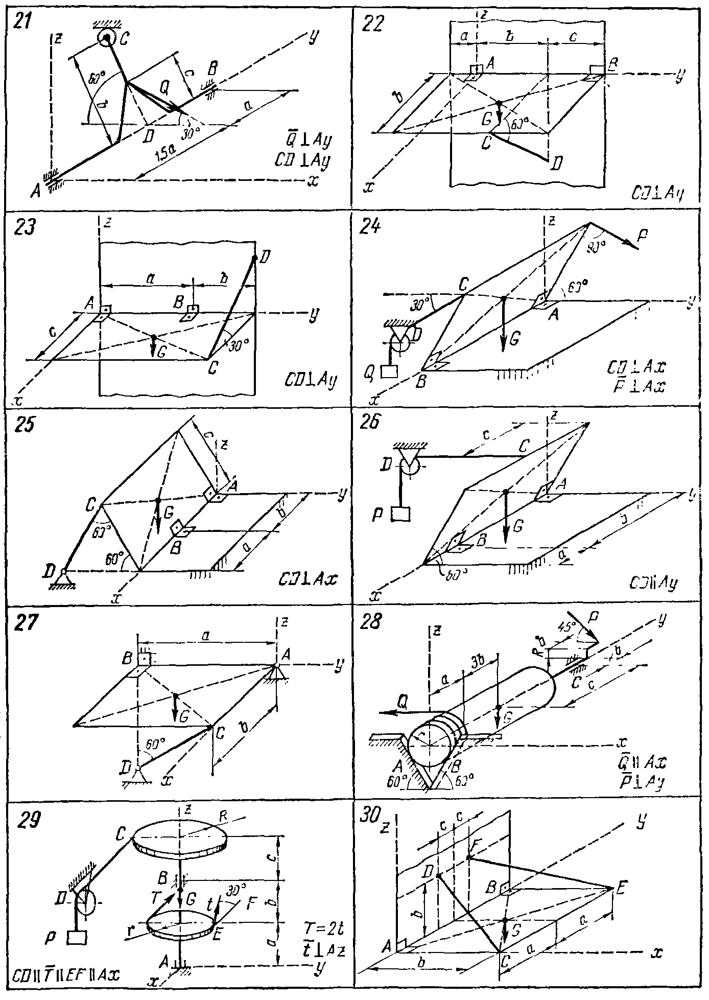 21
z
C
y
60°
c
B
b
Q
a
D
30°
1,5a
Q̅ ⊥ Ay
CD ⊥ Ay
A
x
22
z
a b c
A
B
y
b
G
60°
C
D
x
CD ⊥ Ay
23
z
D
a b
A
B
y
c
G
30°
C
x
CD ⊥ Ay
24
z
P
90°
C
60°
30°
A
y
D
G
Q
B
x
CD ⊥ Ax
P̅ ⊥ Ax
25
c
z
A
y
C
G
b
60°
B
a
60°
D
x
CD ⊥ Ax
26
z
c
C
D
A
y
P
G
B
a
60°
x
CD ∥ Ay
27
z
a
B
A
y
G
C
b
60°
D
x
28
z
P
45°
y
b
R
3b
b
a
C
c
Q
G
r
x
A
B
60°
60°
Q̅ ∥ Ax
P̅ ⊥ Ay
29
z
R
C
c
B
30°
D
T
G
t
F
b
r
E
P
a
T = 2t
t̅ ⊥ Az
A
y
x
CD ∥ T̅ ∥ EF ∥ Ax
30
z
c
c
y
F
D
B
E
b
G
a
A
a
x
b
C